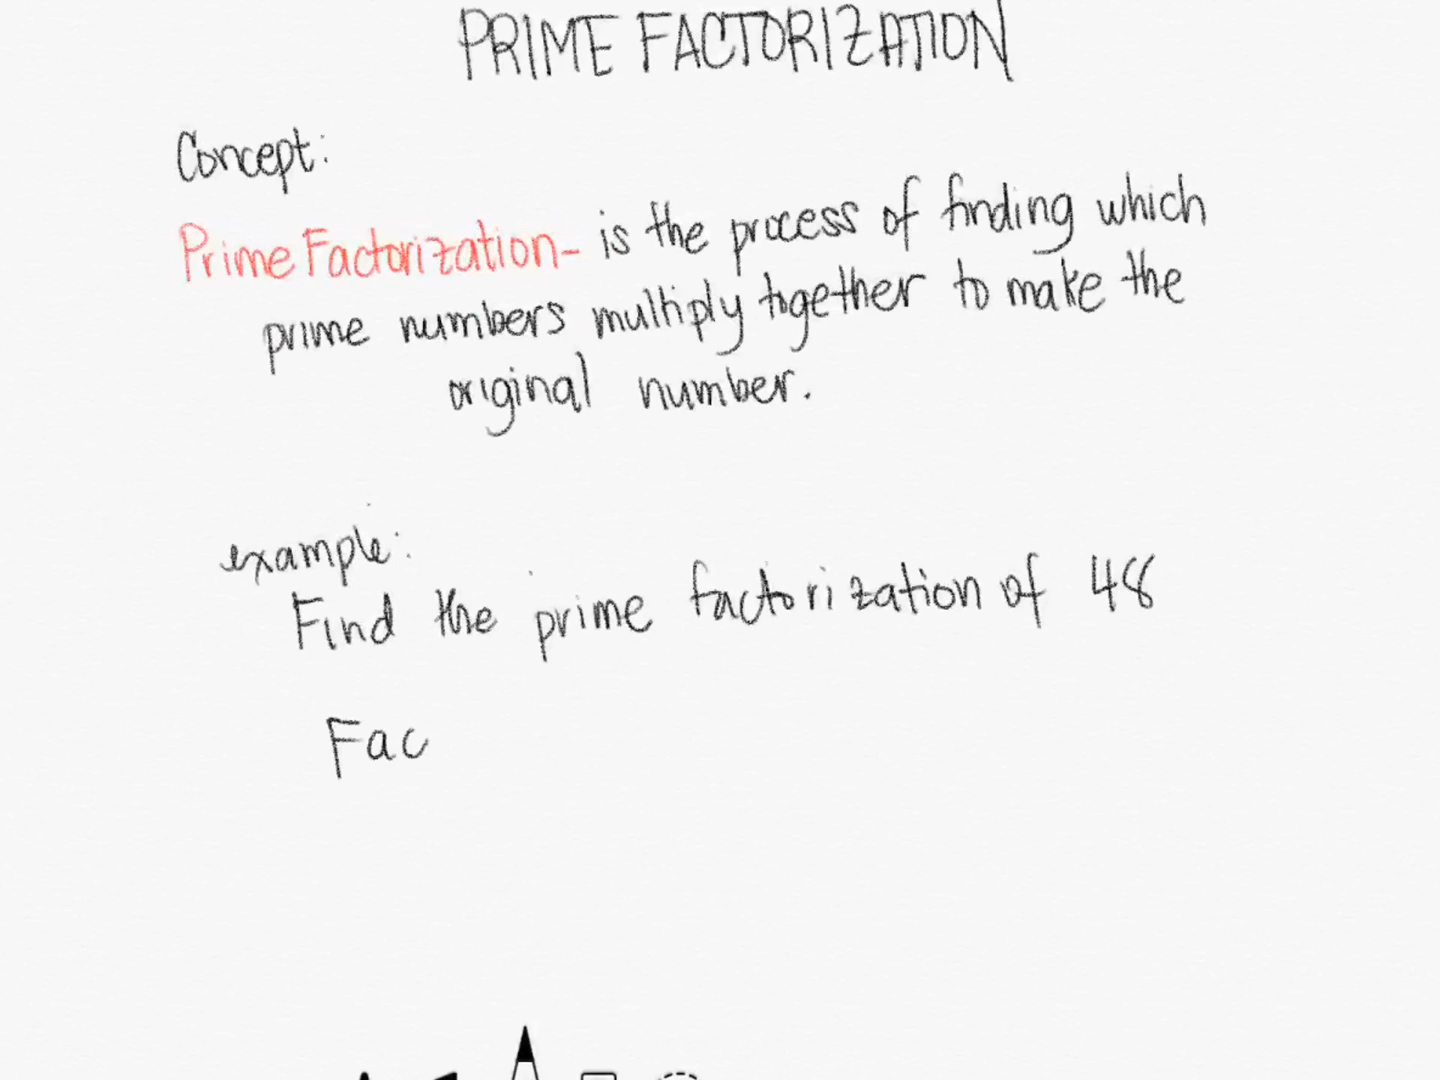 PRIME FACTORIZATION
Concept:
Prime Factorization- is the process of finding which
prime numbers multiply together to make the
original number.
example:
Find the prime factorization of 48
Fac